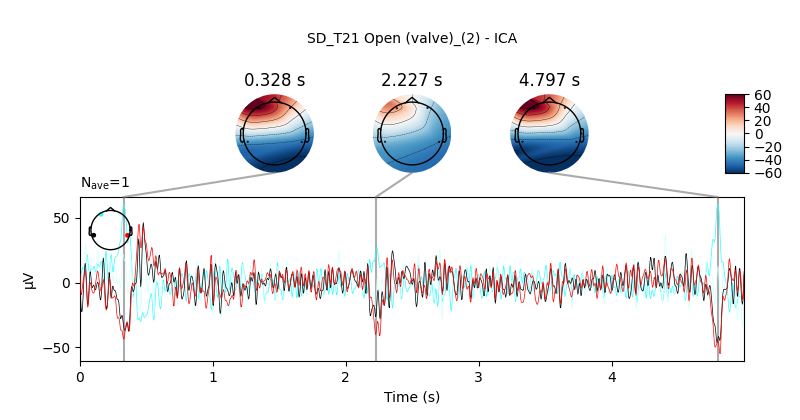 SD_T21 Open (valve)_(2) - ICA
0.328 s
2.227 s
4.797 s
60
40
20
0
−20
−40
−60
Nave=1
50
0
−50
µV
0
1
2
3
4
Time (s)